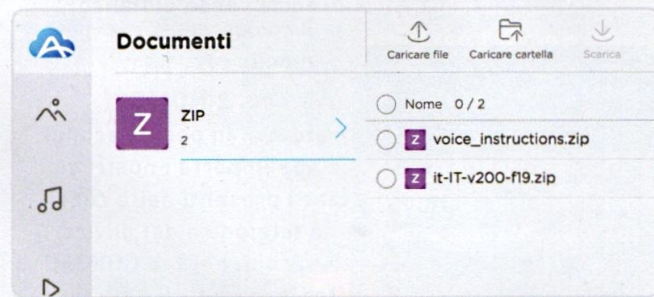 Documenti
Caricare file
Caricare cartella
Scarica
Z
ZIP
2
Nome 0 / 2
Z voice_instructions.zip
Z it-IT-v200-f19.zip